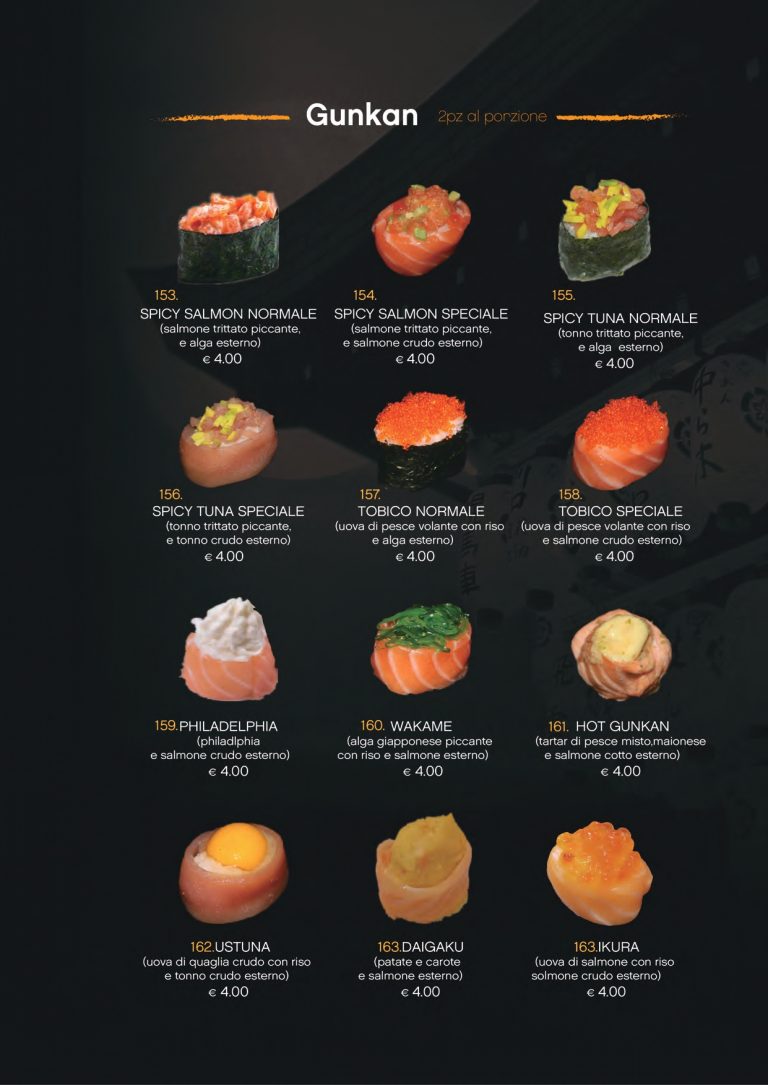 Gunkan 2pz al porzione
153.
SPICY SALMON NORMALE
(salmone trittato piccante,
e alga esterno)
€ 4.00
154.
SPICY SALMON SPECIALE
(salmone trittato piccante,
e salmone crudo esterno)
€ 4.00
155.
SPICY TUNA NORMALE
(tonno trittato piccante,
e alga esterno)
€ 4.00
156.
SPICY TUNA SPECIALE
(tonno trittato piccante,
e tonno crudo esterno)
€ 4.00
157.
TOBICO NORMALE
(uova di pesce volante con riso
e alga esterno)
€ 4.00
158.
TOBICO SPECIALE
(uova di pesce volante con riso
e salmone crudo esterno)
€ 4.00
159.PHILADELPHIA
(philadlphia
e salmone crudo esterno)
€ 4.00
160. WAKAME
(alga giapponese piccante
con riso e salmone esterno)
€ 4.00
161. HOT GUNKAN
(tartar di pesce misto,maionese
e salmone cotto esterno)
€ 4.00
162.USTUNA
(uova di quaglia crudo con riso
e tonno crudo esterno)
€ 4.00
163.DAIGAKU
(patate e carote
e salmone esterno)
€ 4.00
163.IKURA
(uova di salmone con riso
solmone crudo esterno)
€ 4.00